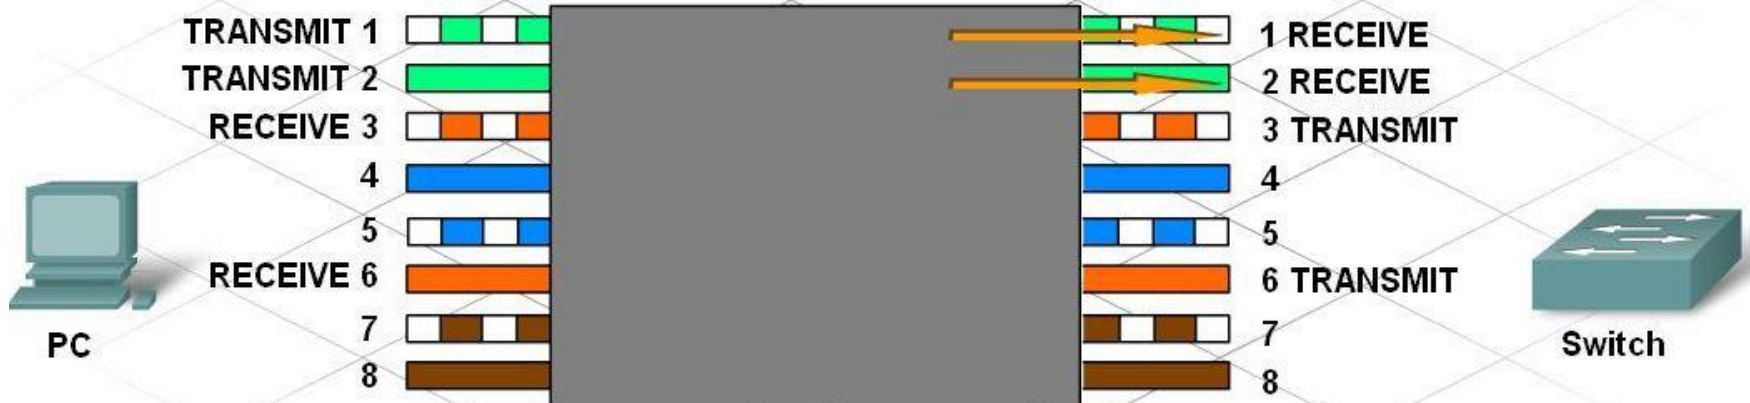 TRANSMIT 1
1 RECEIVE
TRANSMIT 2
2 RECEIVE
RECEIVE 3
3 TRANSMIT
4
4
5
5
RECEIVE 6
6 TRANSMIT
7
7
8
8
PC
Switch